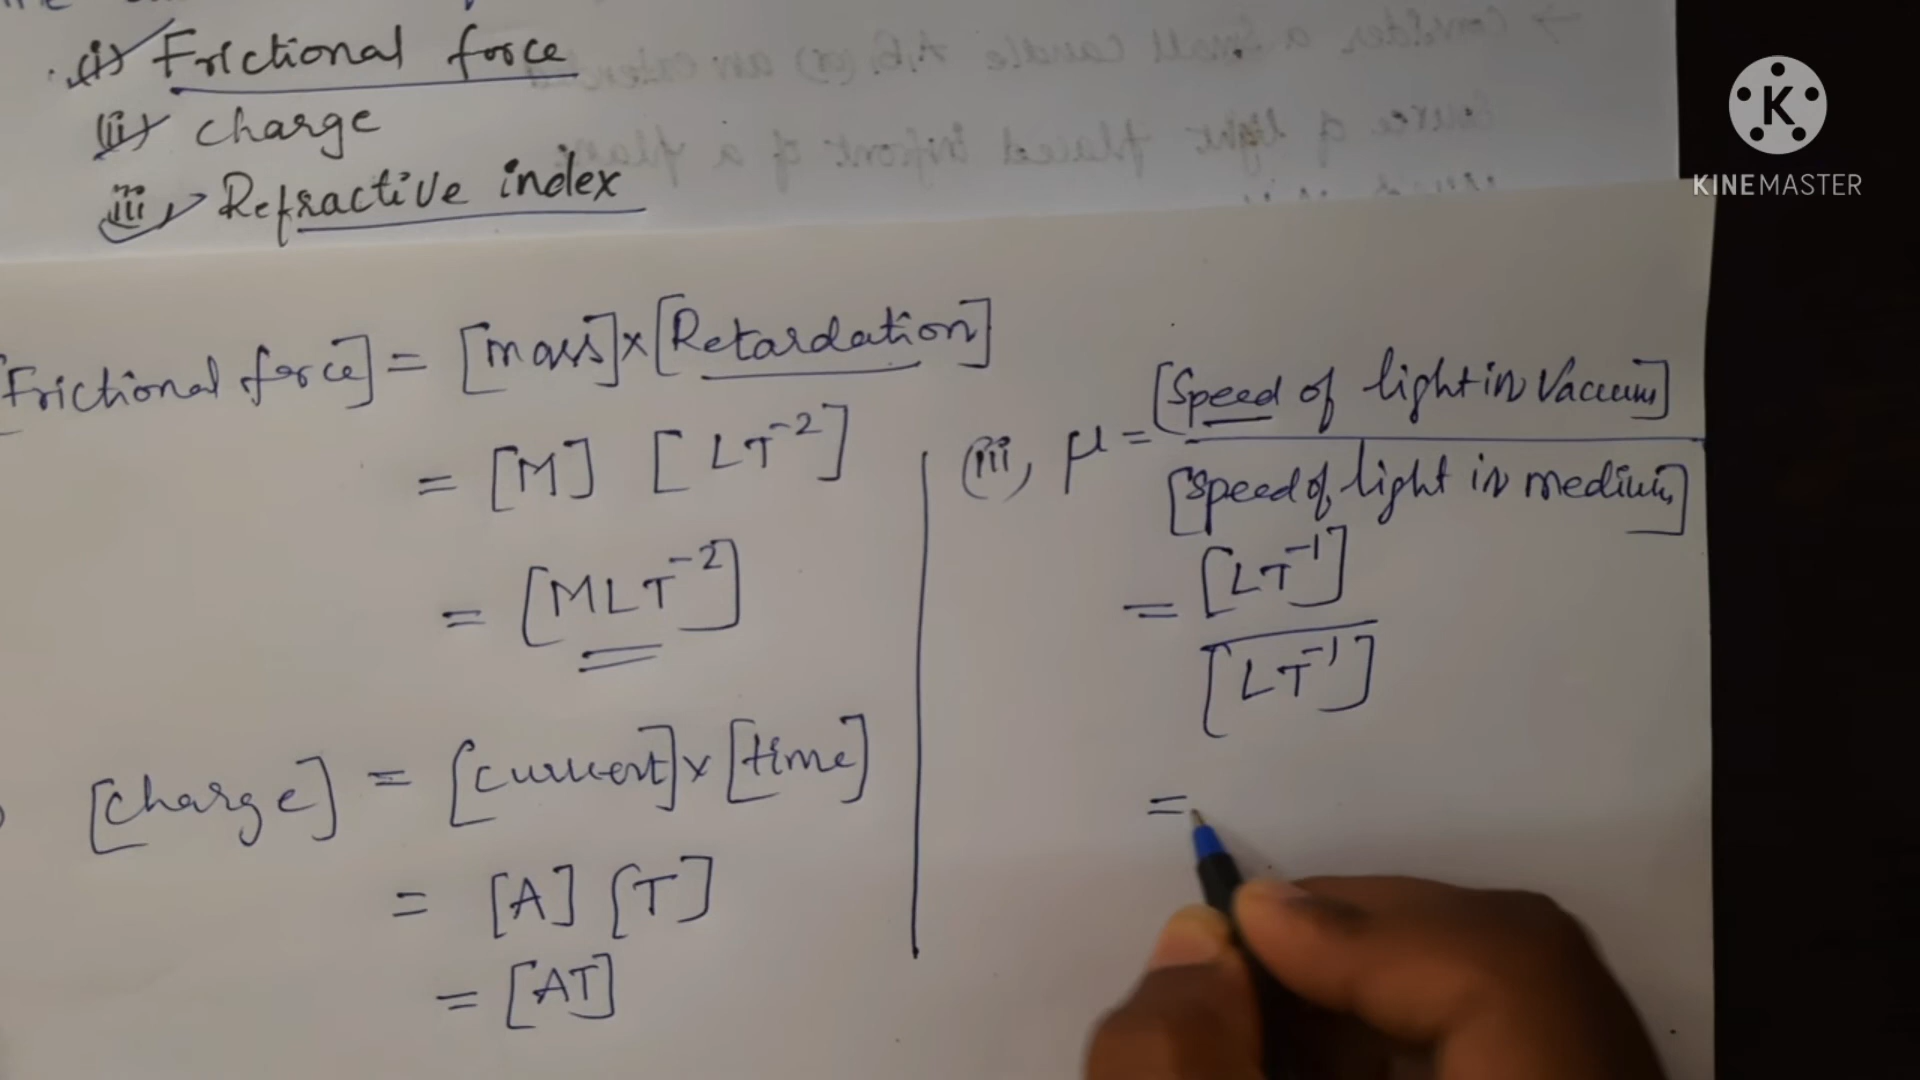 (i) Frictional force
(ii) charge
iii, Refractive index
K
KINEMASTER
[Frictional force] = [mass]×[Retardation]
= [M] [LT⁻²]
= [MLT⁻²]
[charge] = [current]×[time]
= [A] [T]
= [AT]
(iii, μ = [Speed of light in Vacuum]
[Speed of light in medium]
= [LT⁻¹]
[LT⁻¹]
=